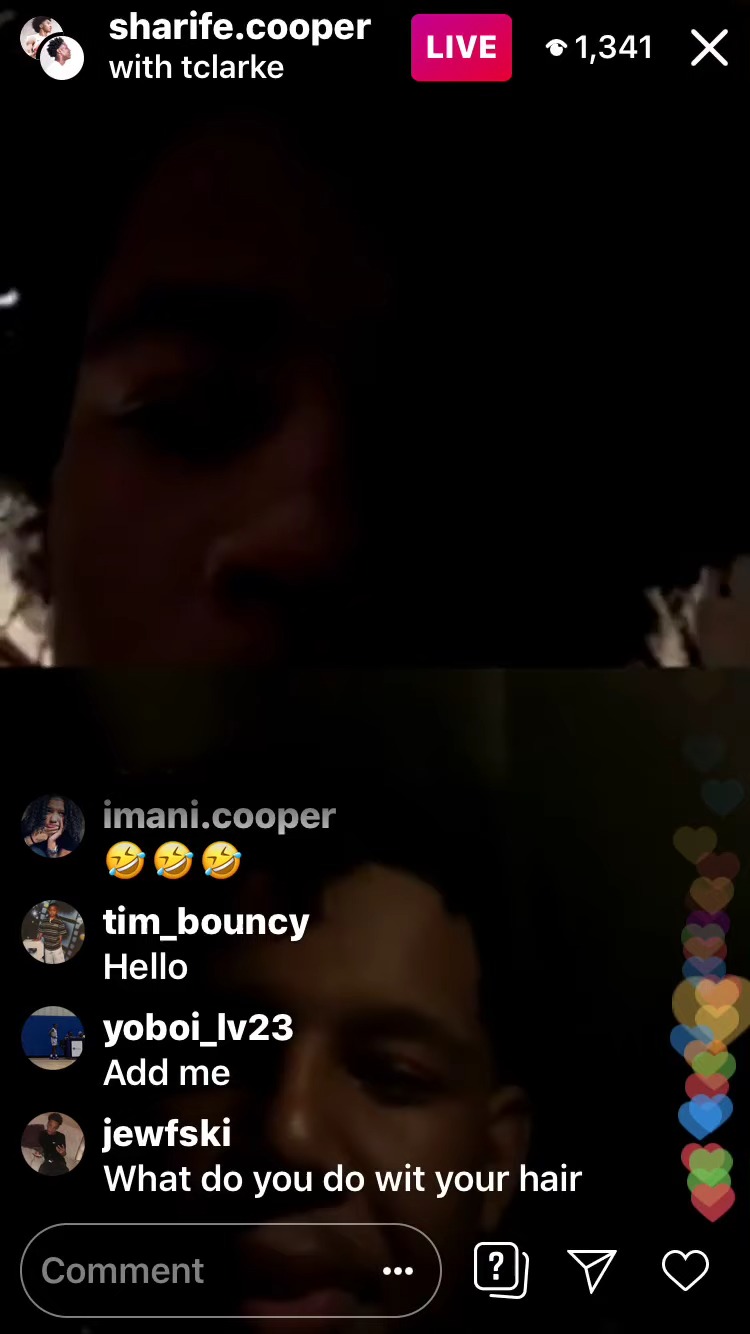 sharife.cooper
with tclarke
LIVE
1,341
imani.cooper
🤣🤣🤣
tim_bouncy
Hello
yoboi_lv23
Add me
jewfski
What do you do wit your hair
Comment
?